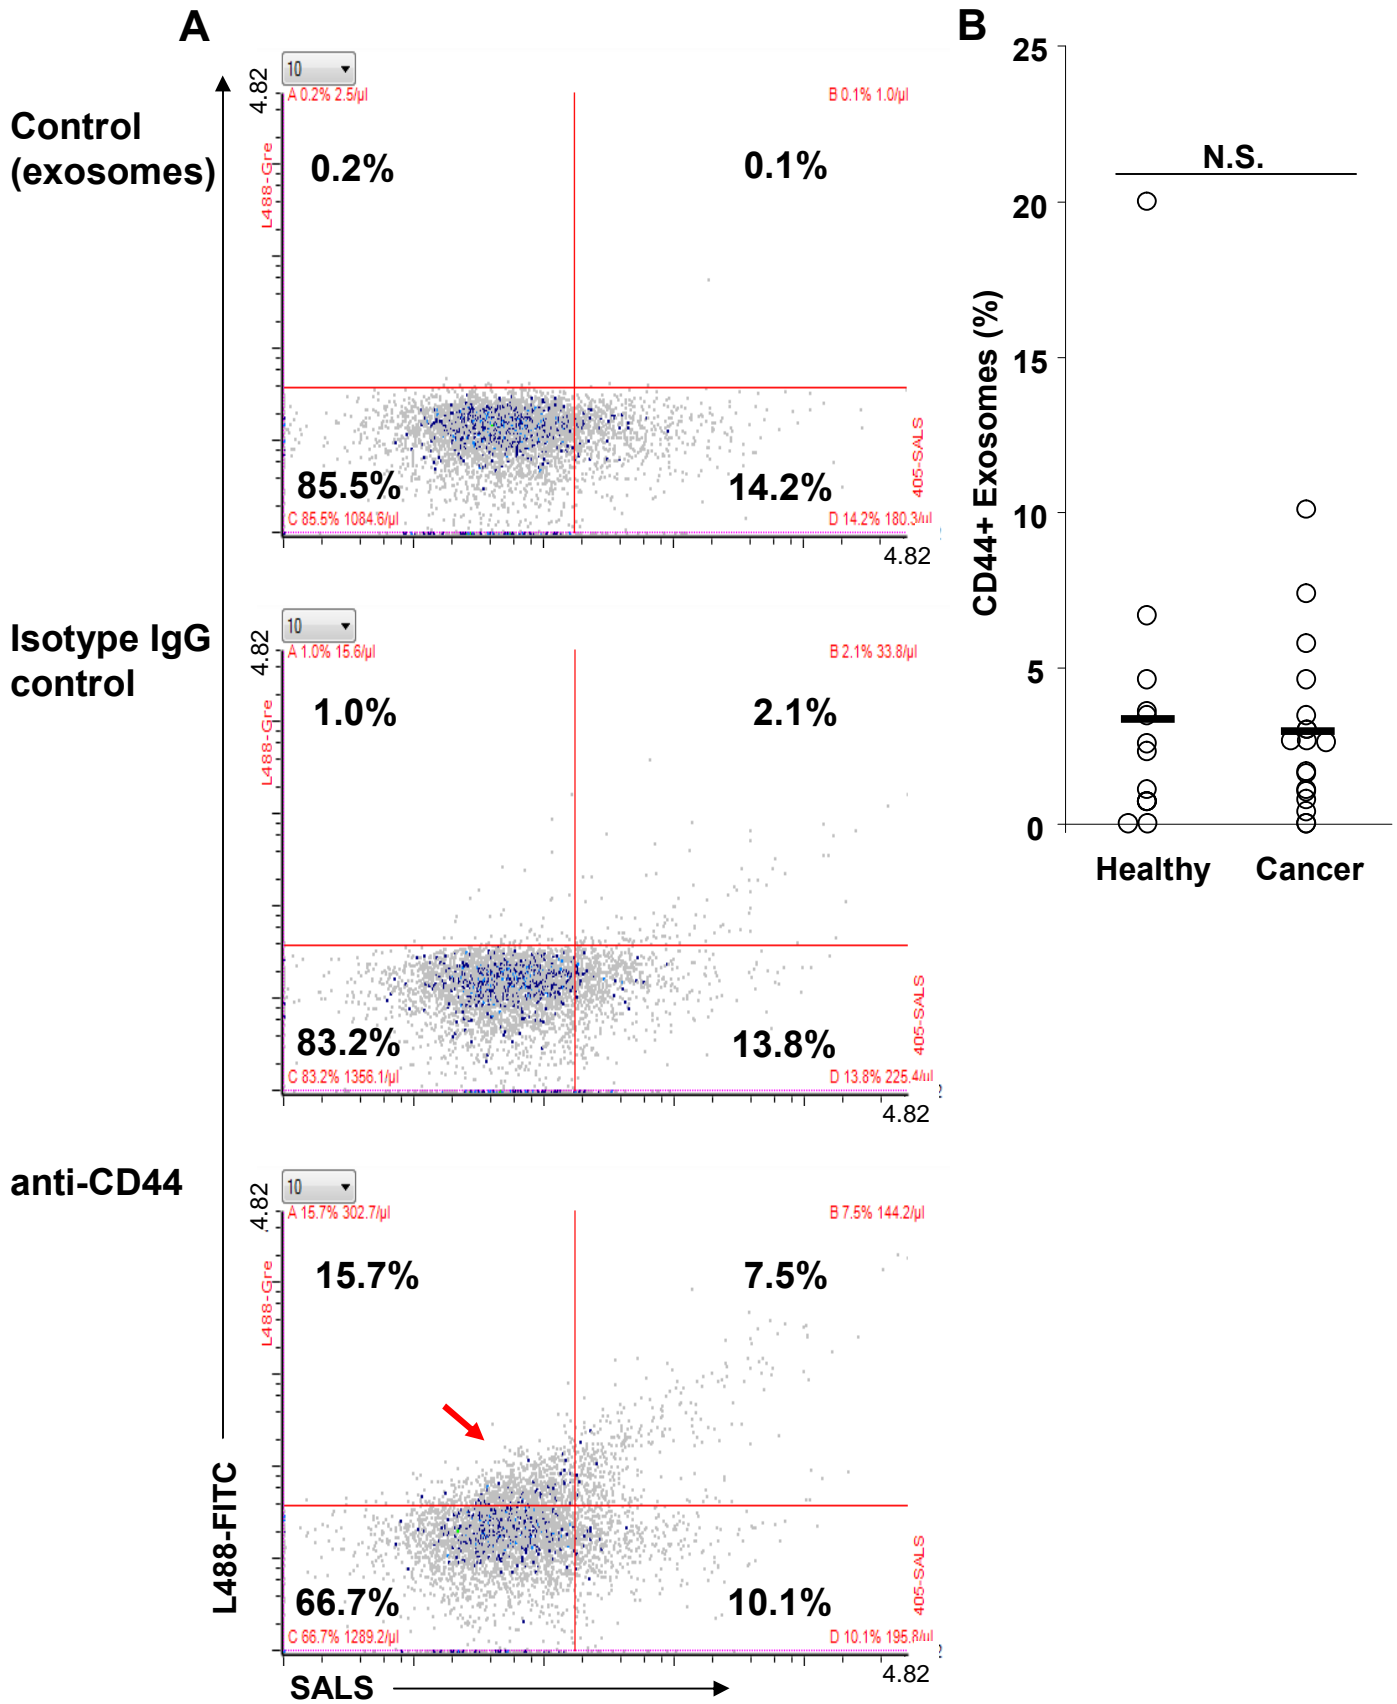 A
B
10
4.82
A 0.2% 2.5/µl
B 0.1% 1.0/µl
Control
(exosomes)
L488-Gre
0.2%
0.1%
85.5%
14.2%
405-SALS
C 85.5% 1084.6/µl
D 14.2% 180.3/µl
4.82
Isotype IgG
control
10
4.82
A 1.0% 15.6/µl
B 2.1% 33.8/µl
L488-Gre
1.0%
2.1%
83.2%
13.8%
405-SALS
C 83.2% 1356.1/µl
D 13.8% 225.4/µl
4.82
anti-CD44
10
4.82
A 15.7% 302.7/µl
B 7.5% 144.2/µl
L488-Gre
15.7%
7.5%
66.7%
10.1%
405-SALS
C 66.7% 1289.2/µl
D 10.1% 195.8/µl
4.82
L488-FITC
SALS
25
N.S.
20
15
10
5
0
CD44+ Exosomes (%)
Healthy
Cancer